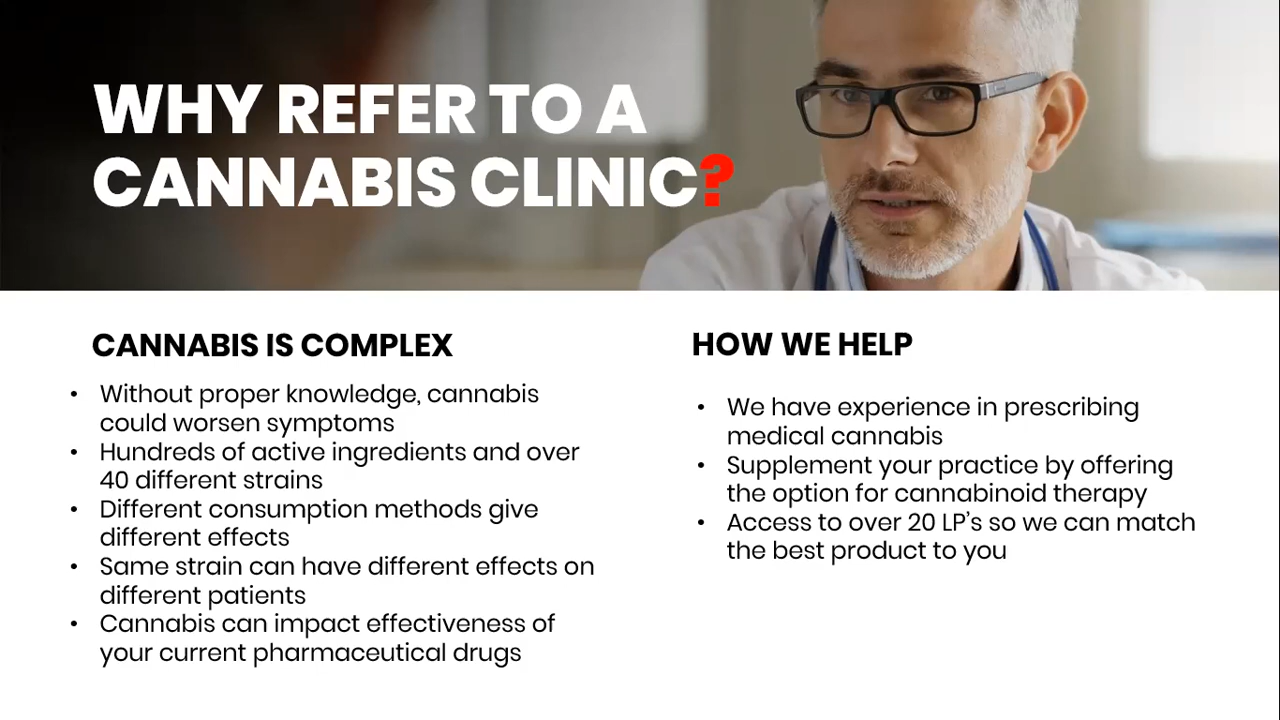 WHY REFER TO A
CANNABIS CLINIC?
CANNABIS IS COMPLEX
• Without proper knowledge, cannabis
could worsen symptoms
• Hundreds of active ingredients and over
40 different strains
• Different consumption methods give
different effects
• Same strain can have different effects on
different patients
• Cannabis can impact effectiveness of
your current pharmaceutical drugs
HOW WE HELP
• We have experience in prescribing
medical cannabis
• Supplement your practice by offering
the option for cannabinoid therapy
• Access to over 20 LP's so we can match
the best product to you